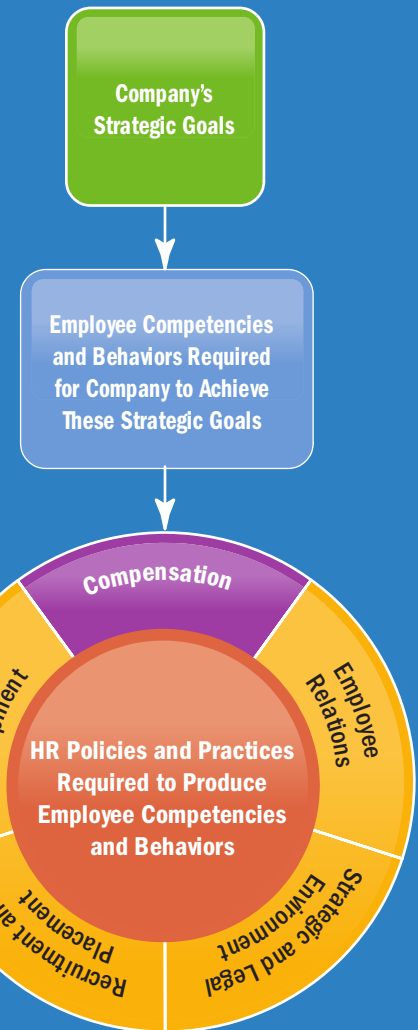 Company's
Strategic Goals
Employee Competencies
and Behaviors Required
for Company to Achieve
These Strategic Goals
Compensation
Employee
Relations
HR Policies and Practices
Required to Produce
Employee Competencies
and Behaviors
Strategic and Legal
Environment
Recruitment
Placement